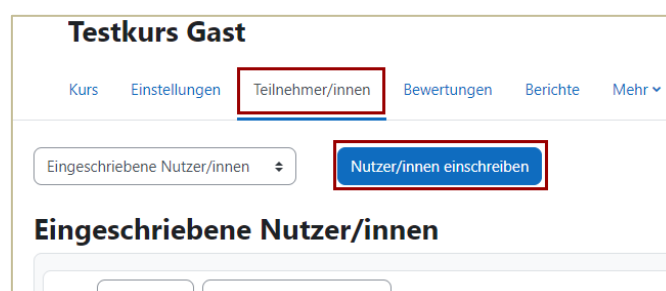 Testkurs Gast
Kurs Einstellungen Teilnehmer/innen Bewertungen Berichte Mehr
Eingeschriebene Nutzer/innen Nutzer/innen einschreiben
Eingeschriebene Nutzer/innen